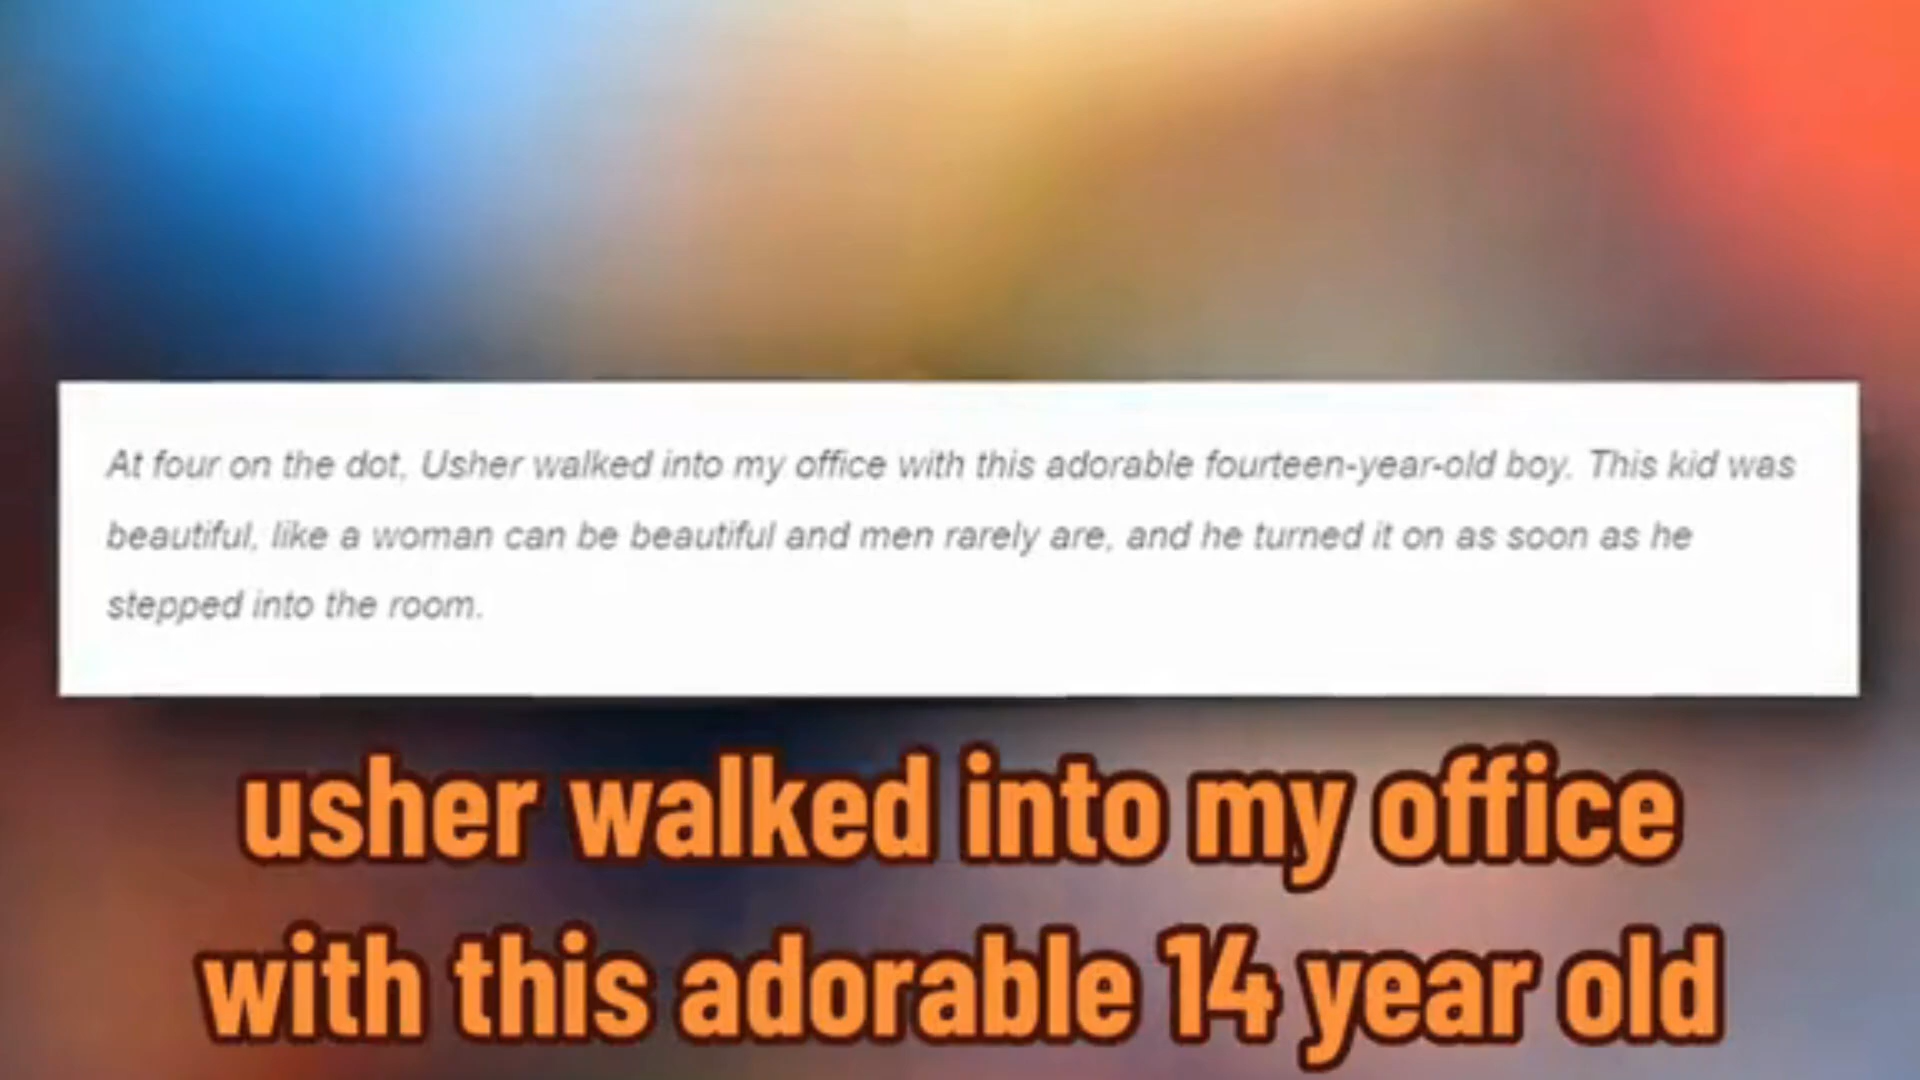 At four on the dot, Usher walked into my office with this adorable fourteen-year-old boy. This kid was
beautiful, like a woman can be beautiful and men rarely are, and he turned it on as soon as he
stepped into the room.
usher walked into my office
with this adorable 14 year old